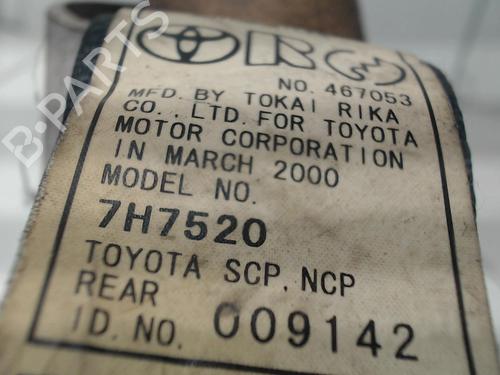 B-PARTS
NO. 467053
MFD. BY TOKAI RIKA
CO., LTD. FOR TOYOTA
MOTOR CORPORATION
IN MARCH 2000
MODEL NO.
7H7520
TOYOTA SCP. NCP
REAR
ID. NO. 009142